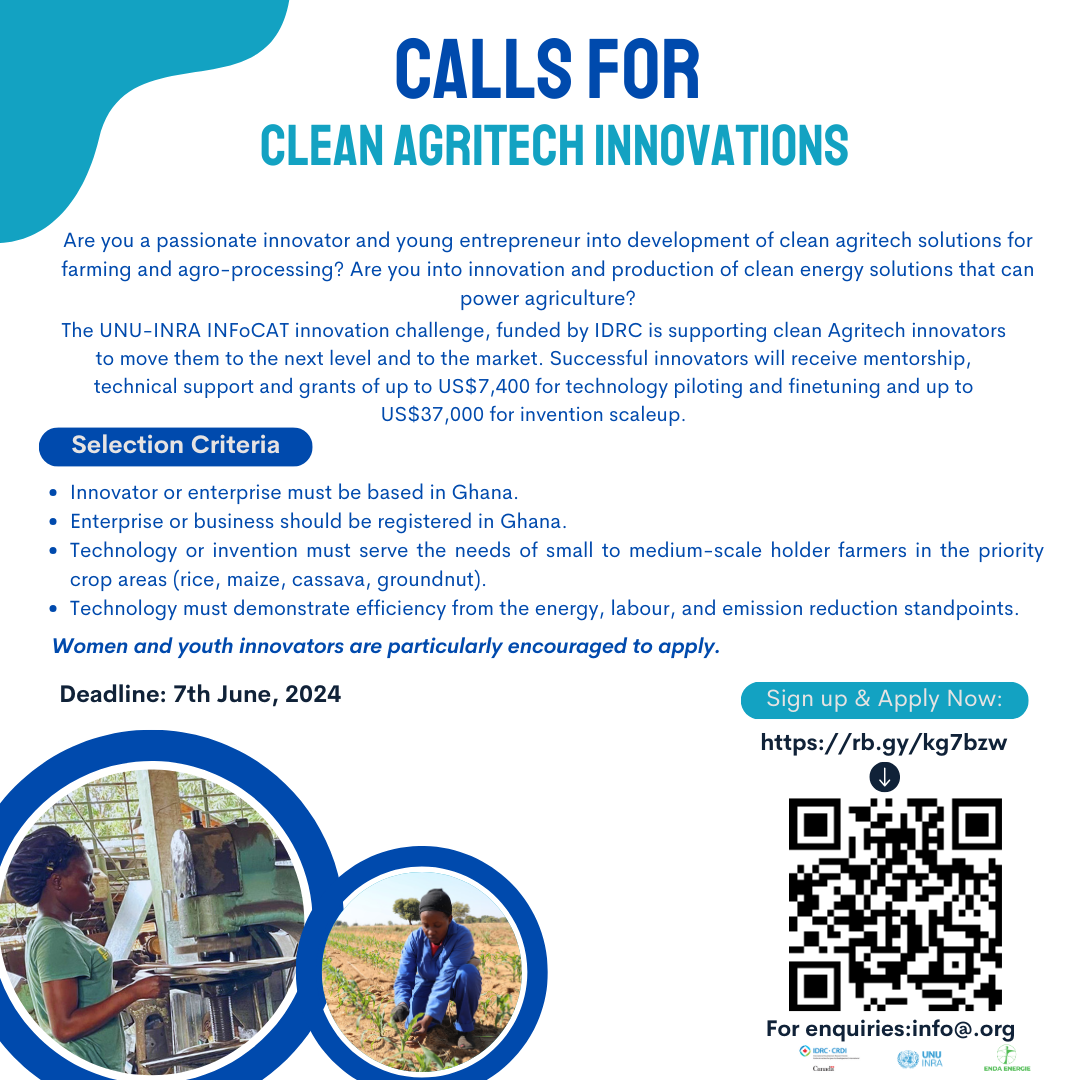 CALLS FOR
CLEAN AGRITECH INNOVATIONS
Are you a passionate innovator and young entrepreneur into development of clean agritech solutions for
farming and agro-processing? Are you into innovation and production of clean energy solutions that can
power agriculture?
The UNU-INRA INFoCAT innovation challenge, funded by IDRC is supporting clean Agritech innovators
to move them to the next level and to the market. Successful innovators will receive mentorship,
technical support and grants of up to US$7,400 for technology piloting and finetuning and up to
US$37,000 for invention scaleup.
Selection Criteria
• Innovator or enterprise must be based in Ghana.
• Enterprise or business should be registered in Ghana.
• Technology or invention must serve the needs of small to medium-scale holder farmers in the priority
crop areas (rice, maize, cassava, groundnut).
• Technology must demonstrate efficiency from the energy, labour, and emission reduction standpoints.
Women and youth innovators are particularly encouraged to apply.
Deadline: 7th June, 2024
Sign up & Apply Now:
https://rb.gy/kg7bzw
For enquiries:info@.org
IDRC · CRDI
Canada
UNU
INRA
ENDA ENERGIE